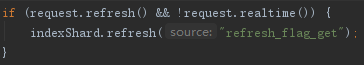 if (request.refresh() && !request.realtime()) {
indexShard.refresh( source: "refresh_flag_get");
}